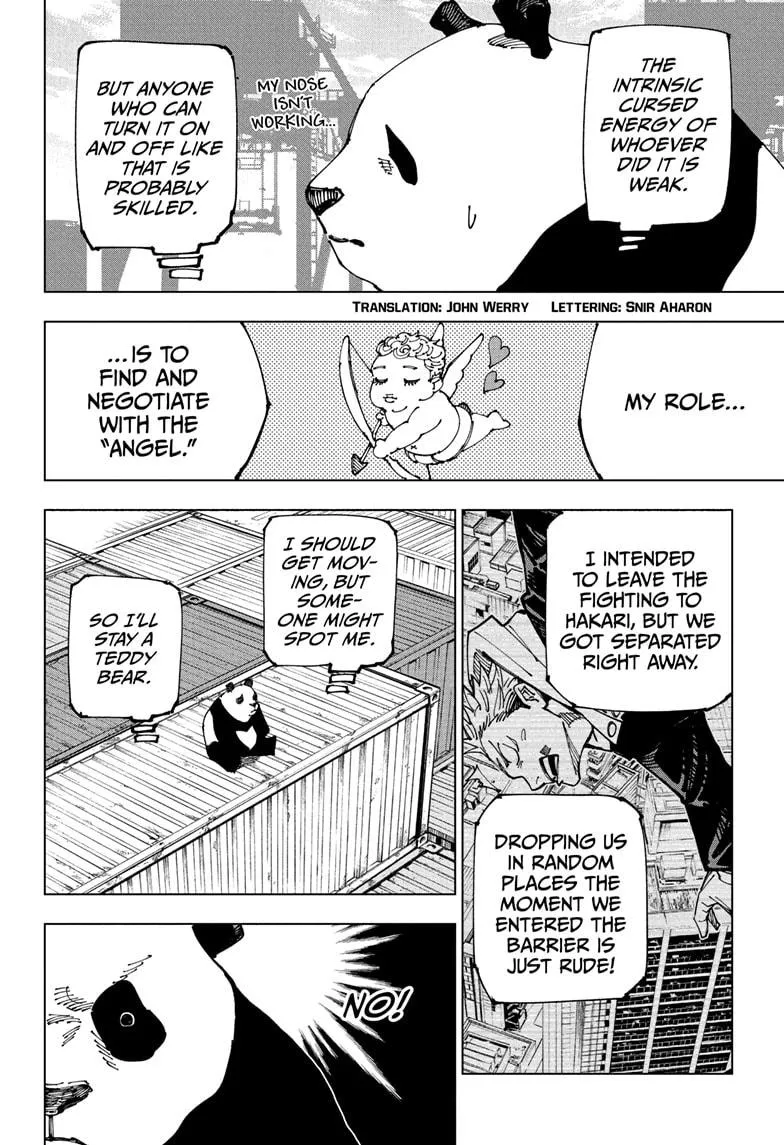 THE
INTRINSIC
CURSED
ENERGY OF
WHOEVER
DID IT IS
WEAK.
MY NOSE
ISN'T
WORKING...
BUT ANYONE
WHO CAN
TURN IT ON
AND OFF LIKE
THAT IS
PROBABLY
SKILLED.
TRANSLATION: JOHN WERRY LETTERING: SNIR AHARON
MY ROLE...
...IS TO
FIND AND
NEGOTIATE
WITH THE
“ANGEL.”
I INTENDED
TO LEAVE THE
FIGHTING TO
HAKARI, BUT WE
GOT SEPARATED
RIGHT AWAY.
DROPPING US
IN RANDOM
PLACES THE
MOMENT WE
ENTERED THE
BARRIER IS
JUST RUDE!
I SHOULD
GET MOV-
ING, BUT
SOME-
ONE MIGHT
SPOT ME.
SO I'LL
STAY A
TEDDY
BEAR.
NO!